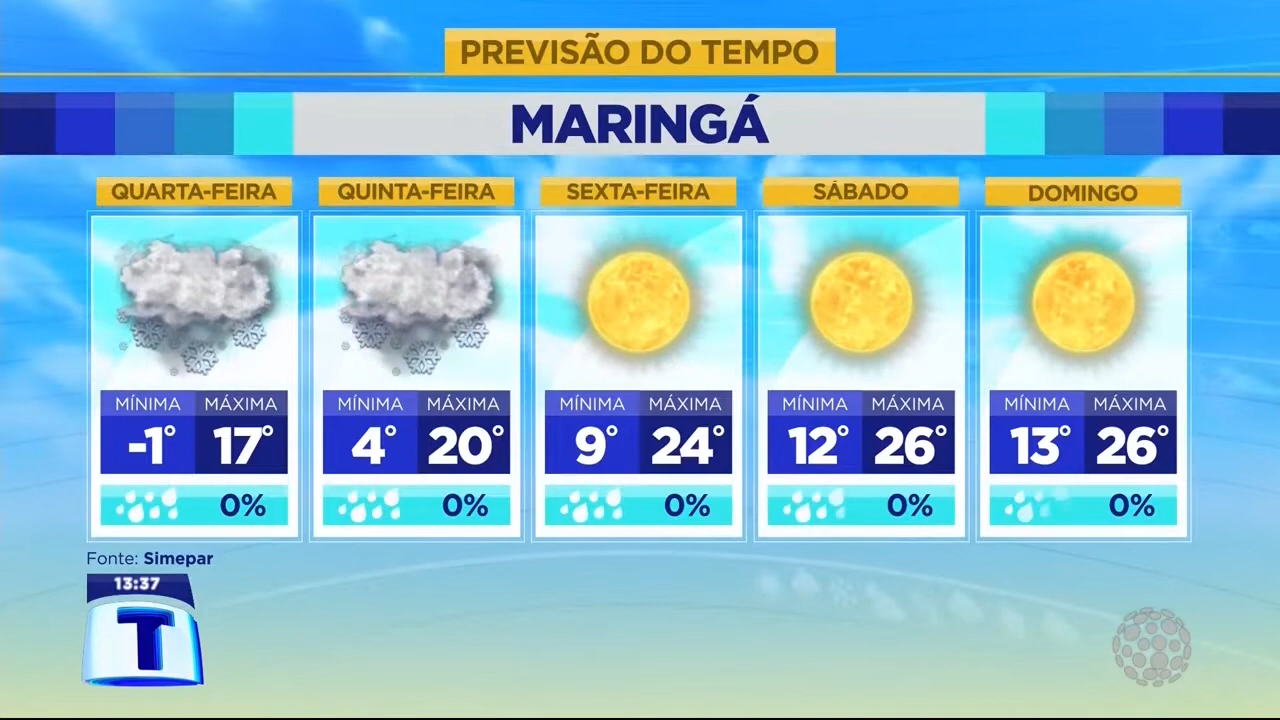 PREVISÃO DO TEMPO
MARINGÁ
QUARTA-FEIRA
MÍNIMA MÁXIMA
-1° 17°
0%
QUINTA-FEIRA
MÍNIMA MÁXIMA
4° 20°
0%
SEXTA-FEIRA
MÍNIMA MÁXIMA
9° 24°
0%
SÁBADO
MÍNIMA MÁXIMA
12° 26°
0%
DOMINGO
MÍNIMA MÁXIMA
13° 26°
0%
Fonte: Simepar
13:37
T